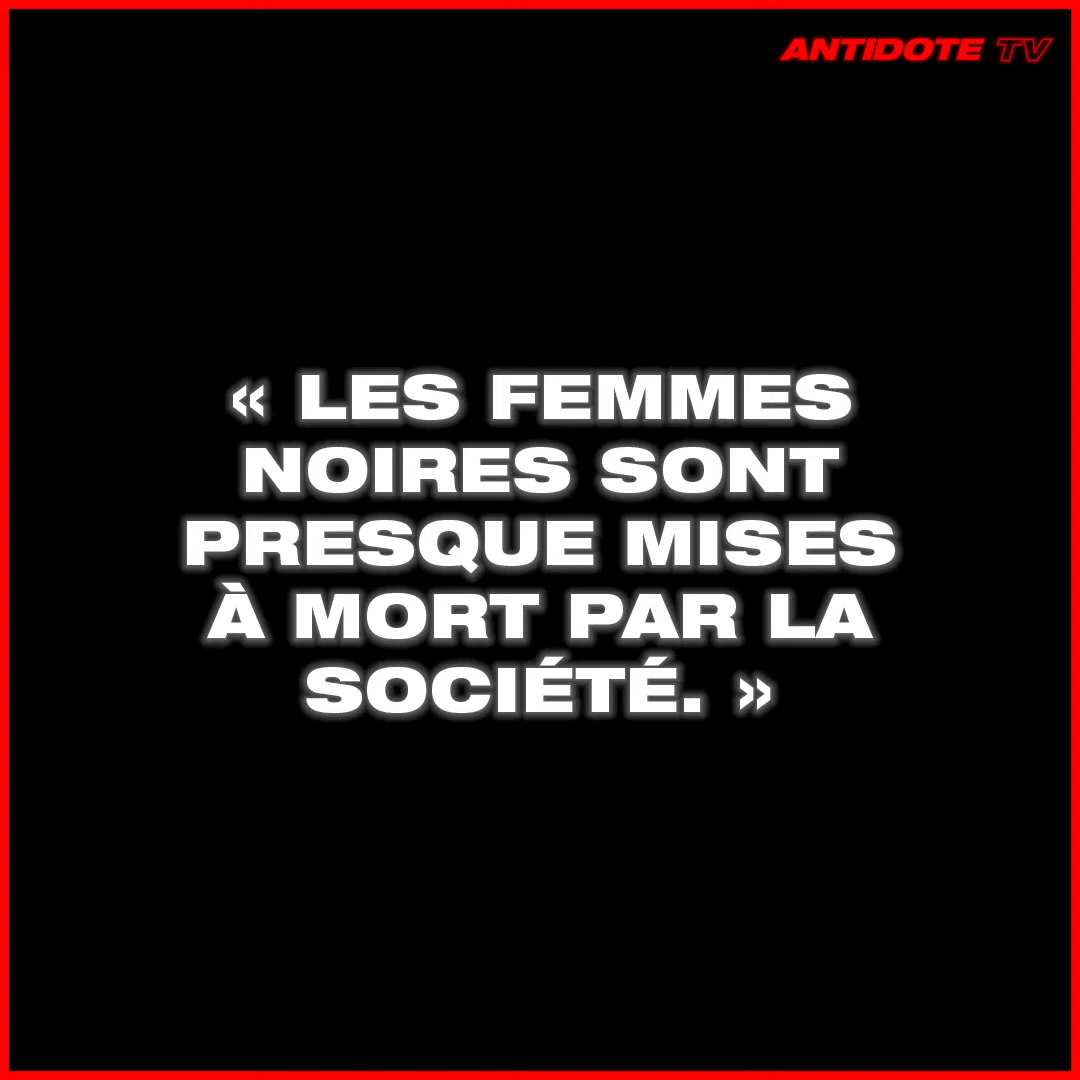 ANTIDOTE TV
« LES FEMMES
NOIRES SONT
PRESQUE MISES
À MORT PAR LA
SOCIÉTÉ. »